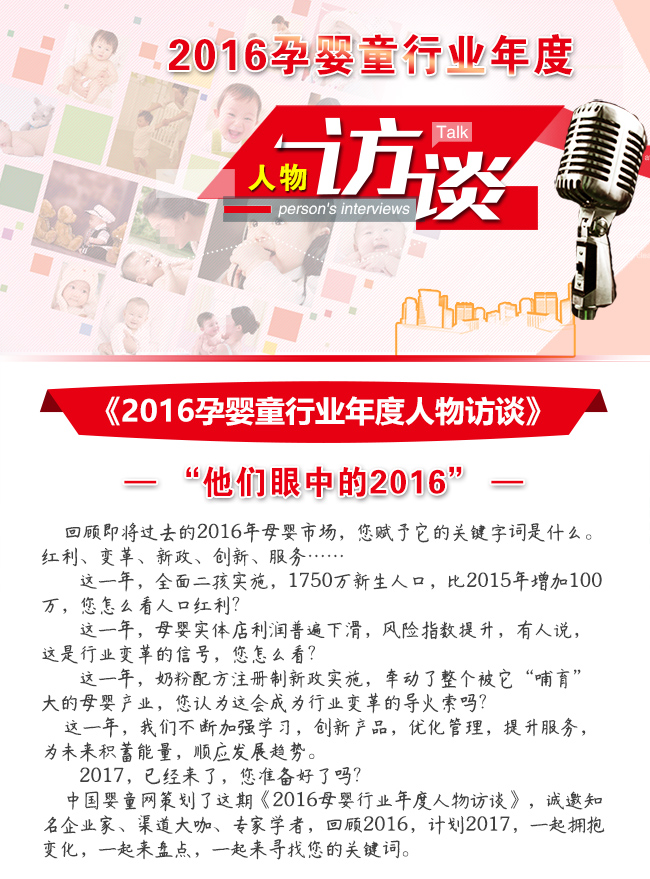 2016孕婴童行业年度
人物
访谈
Talk
person's interviews
《2016孕婴童行业年度人物访谈》
— “他们眼中的2016” —
回顾即将过去的2016年母婴市场，您赋予它的关键字词是什么。
红利、变革、新政、创新、服务……
这一年，全面二孩实施，1750万新生人口，比2015年增加100
万，您怎么看人口红利？
这一年，母婴实体店利润普遍下滑，风险指数提升，有人说，
这是行业变革的信号，您怎么看？
这一年，奶粉配方注册制新政实施，牵动了整个被它“哺育”
大的母婴产业，您认为这会成为行业变革的导火索吗？
这一年，我们不断加强学习，创新产品，优化管理，提升服务，
为未来积蓄能量，顺应发展趋势。
2017，已经来了，您准备好了吗？
中国婴童网策划了这期《2016母婴行业年度人物访谈》，诚邀知
名企业家、渠道大咖、专家学者，回顾2016，计划2017，一起拥抱
变化，一起来盘点，一起来寻找您的关键词。